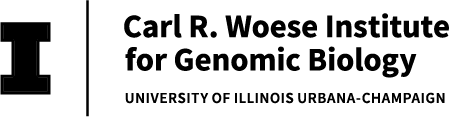 Carl R. Woese Institute
for Genomic Biology
UNIVERSITY OF ILLINOIS URBANA-CHAMPAIGN